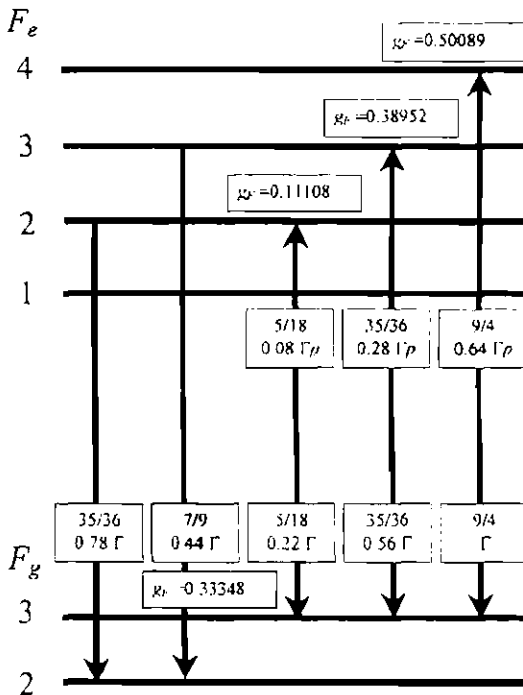 F_e
g_F=0.50089
4
g_F=0.38952
3
g_F=0.11108
2
1
5/18 35/36 9/4
0.08 Γρ 0.28 Γρ 0.64 Γρ
35/36 7/9 5/18 35/36 9/4
0.78 Γ 0.44 Γ 0.22 Γ 0.56 Γ Γ
F_g
g_F=0.33348
3
2